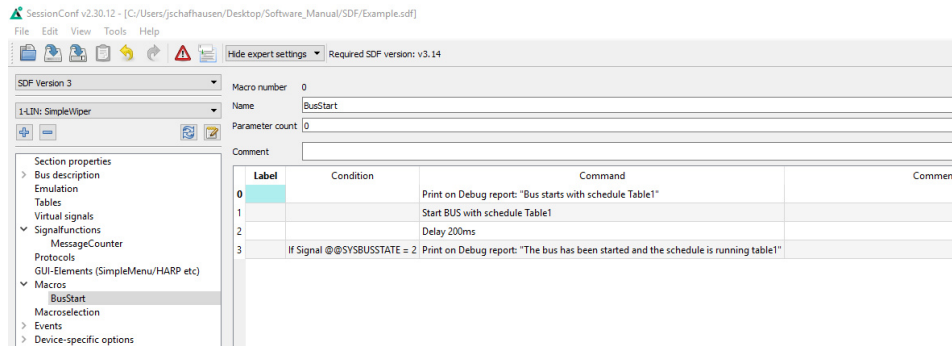 SessionConf v2.30.12 - [C:/Users/jschafhausen/Desktop/Software_Manual/SDF/Example.sdf]
File Edit View Tools Help
Hide expert settings Required SDF version: v3.14
SDF Version 3
1-LIN: SimpleWiper
Section properties
Bus description
Emulation
Tables
Virtual signals
Signalfunctions
MessageCounter
Protocols
GUI-Elements (SimpleMenu/HARP etc)
Macros
BusStart
Macroselection
Events
Device-specific options
Macro number 0
Name BusStart
Parameter count 0
Comment
Label Condition Command Commen
0 Print on Debug report: "Bus starts with schedule Table1"
1 Start BUS with schedule Table1
2 Delay 200ms
3 If Signal @@SYSBUSSTATE = 2 Print on Debug report: "The bus has been started and the schedule is running table1"